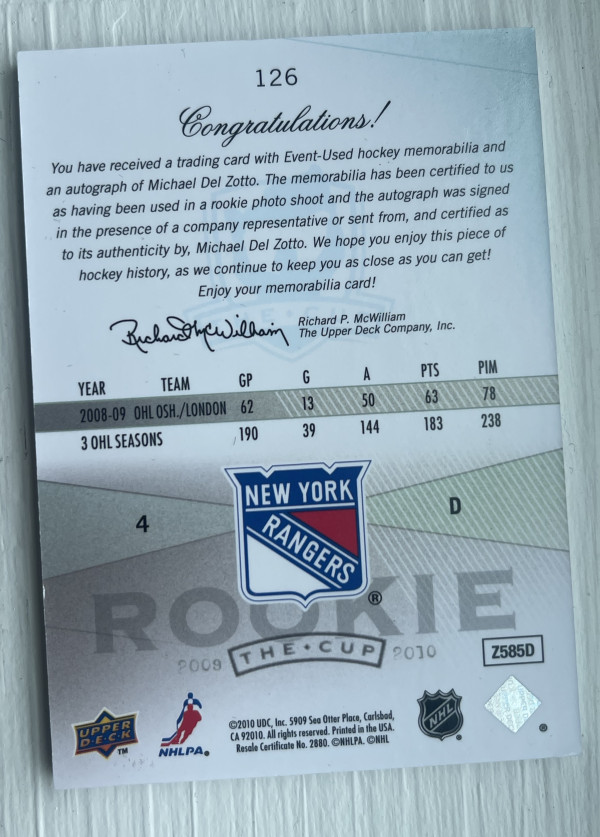 126
Congratulations!
You have received a trading card with Event-Used hockey memorabilia and
an autograph of Michael Del Zotto. The memorabilia has been certified to us
as having been used in a rookie photo shoot and the autograph was signed
in the presence of a company representative or sent from, and certified as
to its authenticity by, Michael Del Zotto. We hope you enjoy this piece of
hockey history, as we continue to keep you as close as you can get!
Enjoy your memorabilia card!
Richard McWilliam
Richard P. McWilliam
The Upper Deck Company, Inc.
YEAR TEAM GP G A PTS PIM
2008-09 OHL OSH./LONDON 62 13 50 63 78
3 OHL SEASONS 190 39 144 183 238
4
NEW YORK
RANGERS
®
D
ROOKIE
2009 THE • CUP 2010
Z585D
UPPER
DECK
TM
NHLPA®
©2010 UDC, Inc. 5909 Sea Otter Place, Carlsbad,
CA 92010. All rights reserved. Printed in the USA.
Resale Certificate No. 2880. ©NHLPA. ©NHL
NHL
®
®